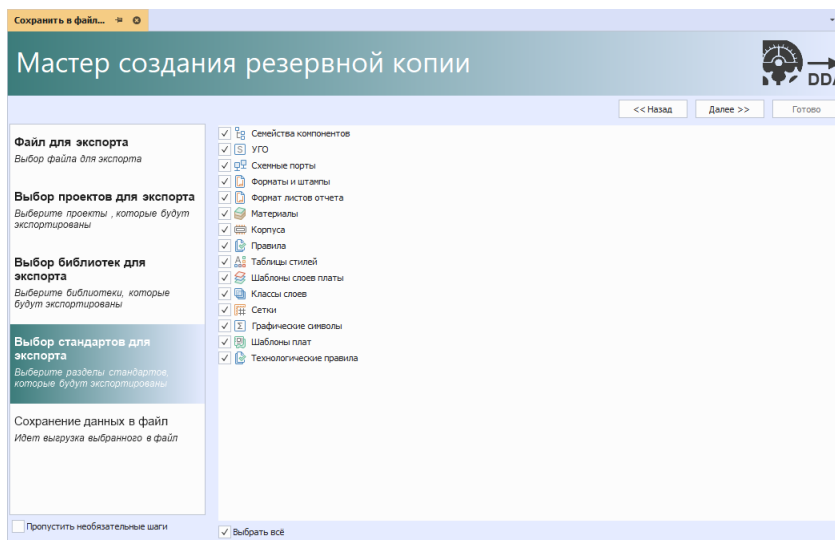 Сохранить в файл...
Мастер создания резервной копии
<< Назад
Далее >>
Готово
Файл для экспорта
Выбор файла для экспорта
Выбор проектов для экспорта
Выберите проекты , которые будут
экспортированы
Выбор библиотек для
экспорта
Выберите библиотеки, которые
будут экспортированы
Выбор стандартов для
экспорта
Выберите разделы стандартов,
которые будут экспортированы
Сохранение данных в файл
Идет выгрузка выбранного в файл
Пропустить необязательные шаги
Семейства компонентов
УГО
Схемные порты
Форматы и штампы
Формат листов отчета
Материалы
Корпуса
Правила
Таблицы стилей
Шаблоны слоев платы
Классы слоев
Сетки
Графические символы
Шаблоны плат
Технологические правила
Выбрать всё